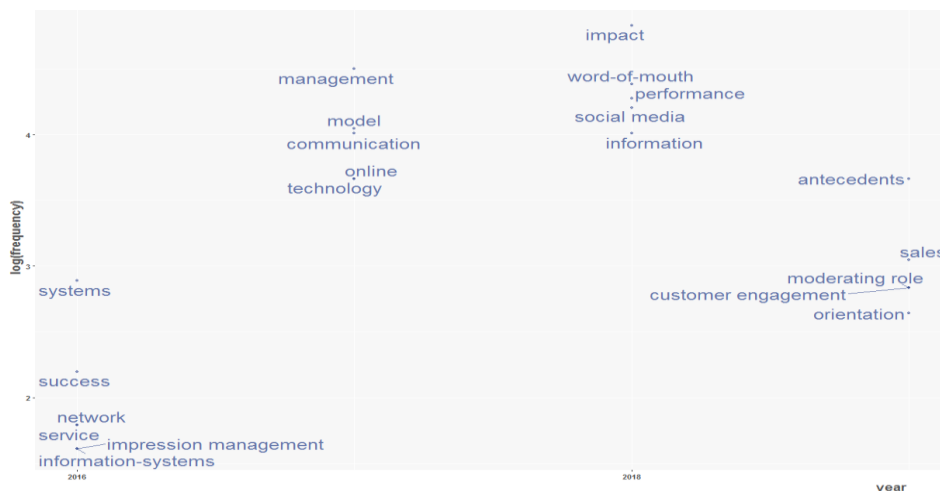 impact
management
word-of-mouth
performance
model
social media
4
communication
information
online
technology
antecedents
log(frequency)
sales
3
moderating role
systems
customer engagement
orientation
success
2
network
service
impression management
information-systems
2016
2018
year